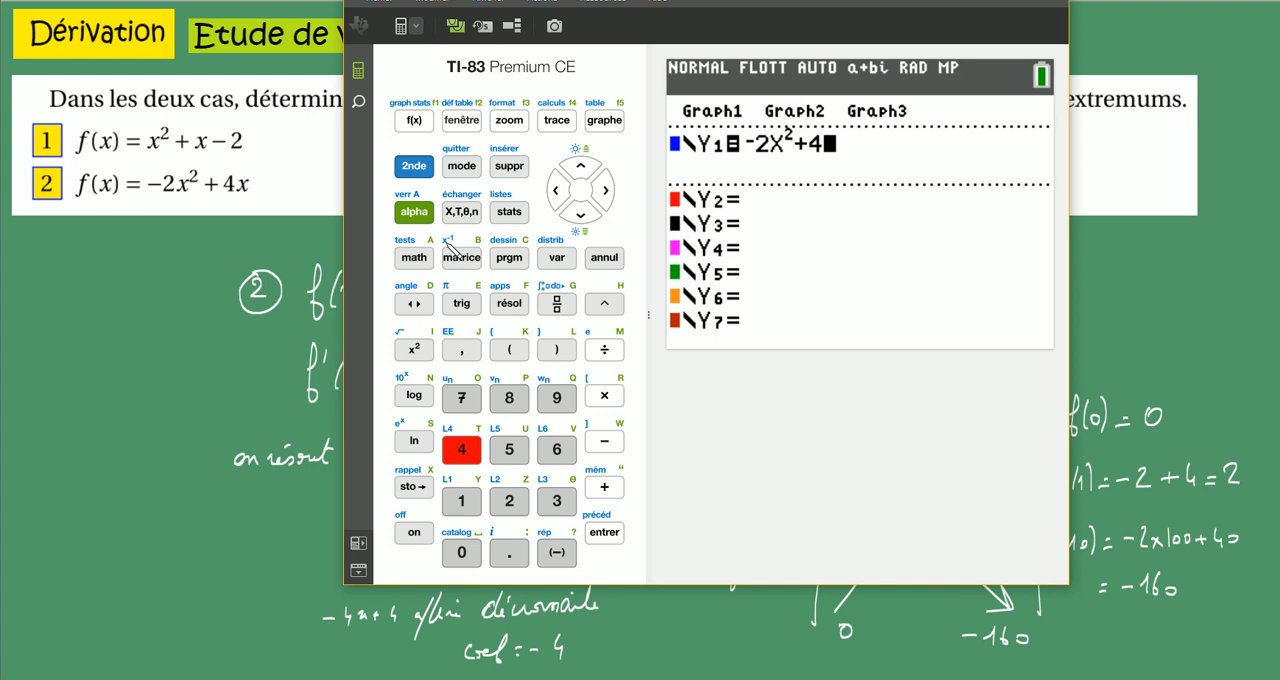 Dérivation
Etude de v
Dans les deux cas, détermin
extremums.
1 f(x) = x² + x − 2
2 f(x) = −2x² + 4x
2 f(
f'(
on résout
-4x+4 affine décroissante
coef = -4
f(0) = 0
1) = -2 + 4 = 2
10) = -2x100+40
= -160
0
-160
TI-83 Premium CE
graph stats f1 déf table f2 format f3 calculs f4 table f5
f(x) fenêtre zoom trace graphe
quitter insérer
2nde mode suppr
verr A échanger listes
alpha X,T,θ,n stats
tests A x⁻¹ B dessin C distrib
math matrice prgm var annul
angle D π E apps F G H
trig résol ^
√ I EE J { K } L e M
x² , ( ) ÷
10ˣ N uₙ O vₙ P wₙ Q [ R
log 7 8 9 ×
eˣ S L4 T L5 U L6 V ] W
ln 4 5 6 −
rappel X L1 Y L2 Z L3 θ mém “
sto→ 1 2 3 +
off catalog i : rép ? précéd
on 0 . (−) entrer
NORMAL FLOTT AUTO a+bi RAD MP
Graph1 Graph2 Graph3
\Y1=-2X²+4
\Y2=
\Y3=
\Y4=
\Y5=
\Y6=
\Y7=